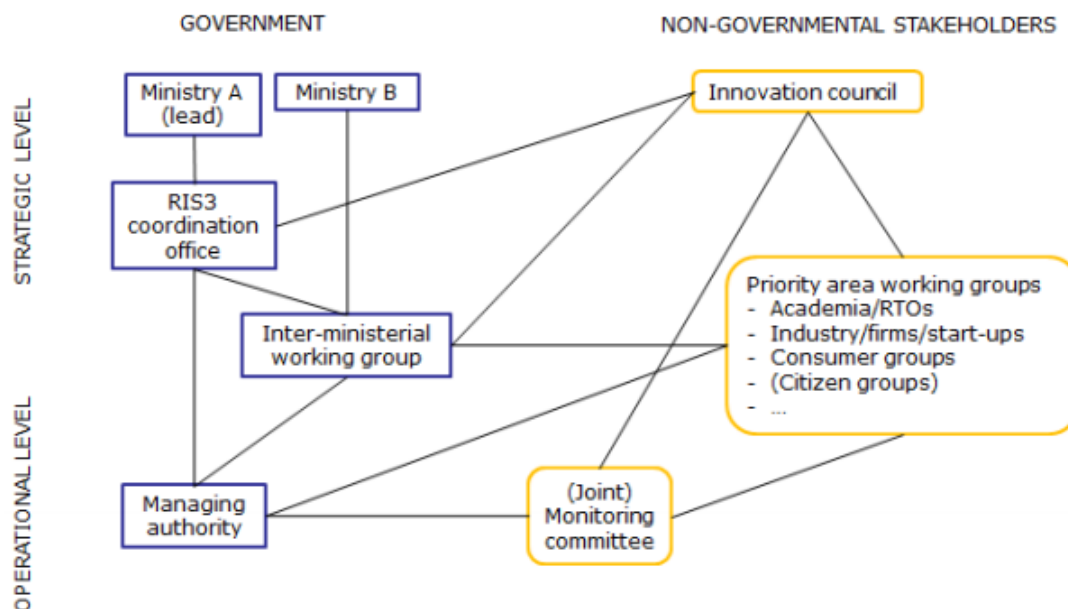 GOVERNMENT
NON-GOVERNMENTAL STAKEHOLDERS
STRATEGIC LEVEL
OPERATIONAL LEVEL
Ministry A
(lead)
Ministry B
Innovation council
RIS3
coordination
office
Inter-ministerial
working group
Priority area working groups
- Academia/RTOs
- Industry/firms/start-ups
- Consumer groups
- (Citizen groups)
- ...
Managing
authority
(Joint)
Monitoring
committee